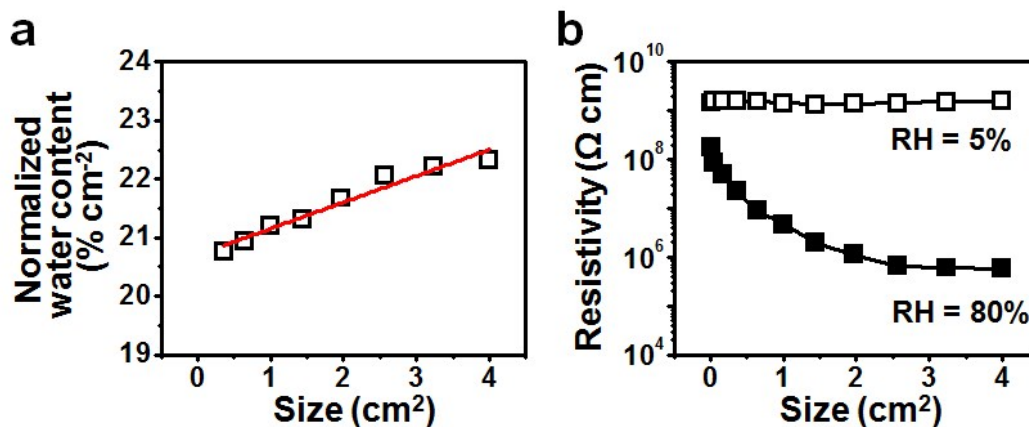 a
Normalized
water content
(% cm⁻²)
24
23
22
21
20
19
0 1 2 3 4
Size (cm²)
b
Resistivity (Ω cm)
10¹⁰
10⁸
10⁶
10⁴
RH = 5%
RH = 80%
0 1 2 3 4
Size (cm²)